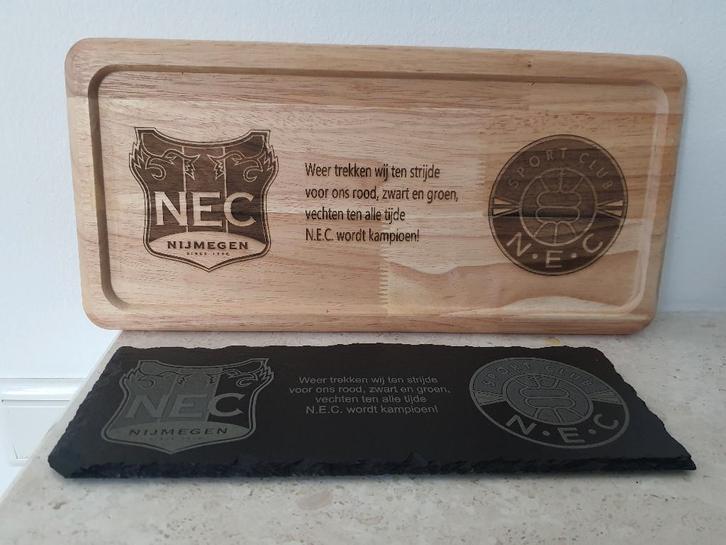 NEC
NIJMEGEN
Weer trekken wij ten strijde
voor ons rood, zwart en groen,
vechten ten alle tijde
N.E.C. wordt kampioen!
SPORT CLUB
N·E·C
NEC
NIJMEGEN
Weer trekken wij ten strijde
voor ons rood, zwart en groen,
vechten ten alle tijde
N.E.C. wordt kampioen!
SPORT CLUB
N·E·C